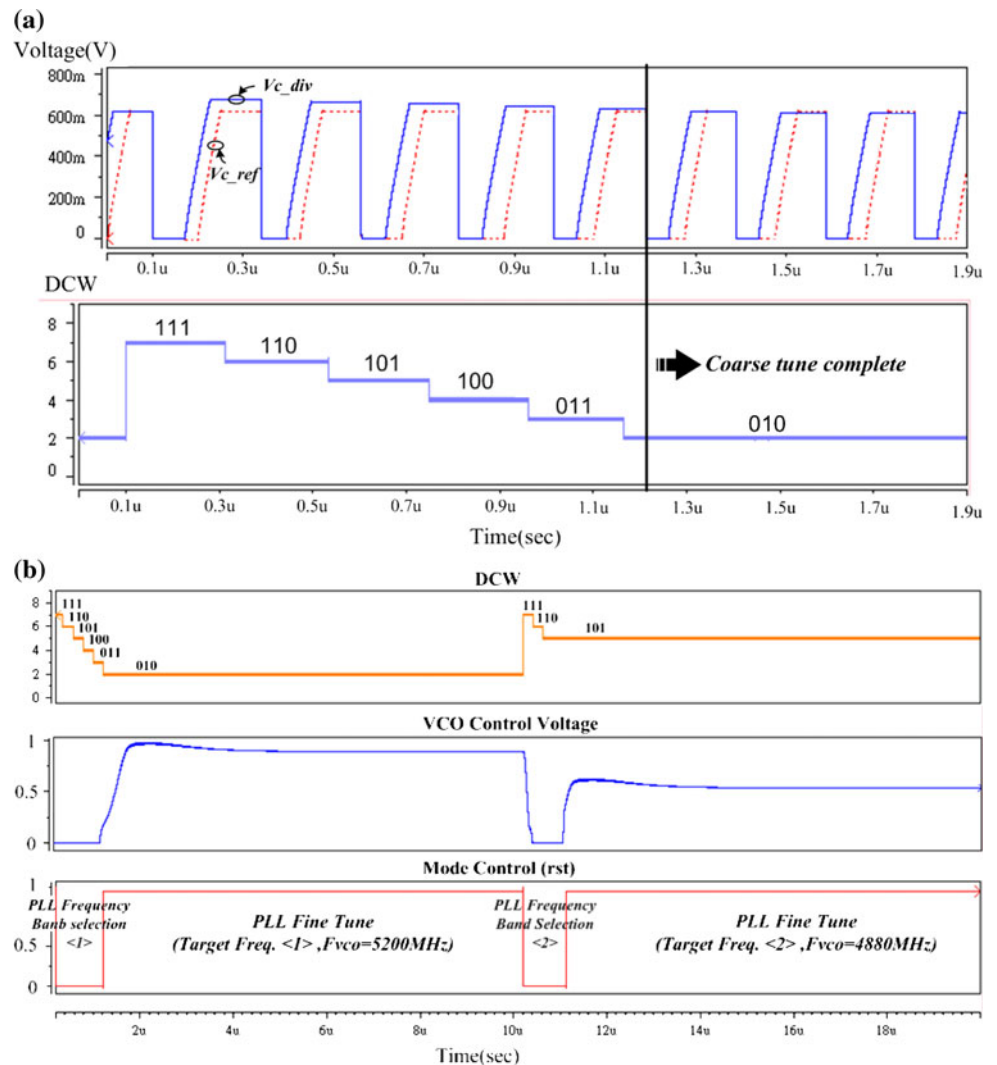 (a)
Voltage(V)
800m
600m
400m
200m
0
Vc_div
Vc_ref
0.1u 0.3u 0.5u 0.7u 0.9u 1.1u 1.3u 1.5u 1.7u 1.9u
DCW
8
6
4
2
0
111
110
101
100
011
010
Coarse tune complete
0.1u 0.3u 0.5u 0.7u 0.9u 1.1u 1.3u 1.5u 1.7u 1.9u
Time(sec)
(b)
DCW
8
6
4
2
0
111
110
101
100
011
010
111
110
101
VCO Control Voltage
1
0.5
0
Mode Control (rst)
1
0.5
0
PLL Frequency
Banb selection
<1>
PLL Fine Tune
(Target Freq. <1> ,Fvco=5200MHz)
PLL Frequency
Band Selection
<2>
PLL Fine Tune
(Target Freq. <2> ,Fvco=4880MHz)
2u 4u 6u 8u 10u 12u 14u 16u 18u
Time(sec)